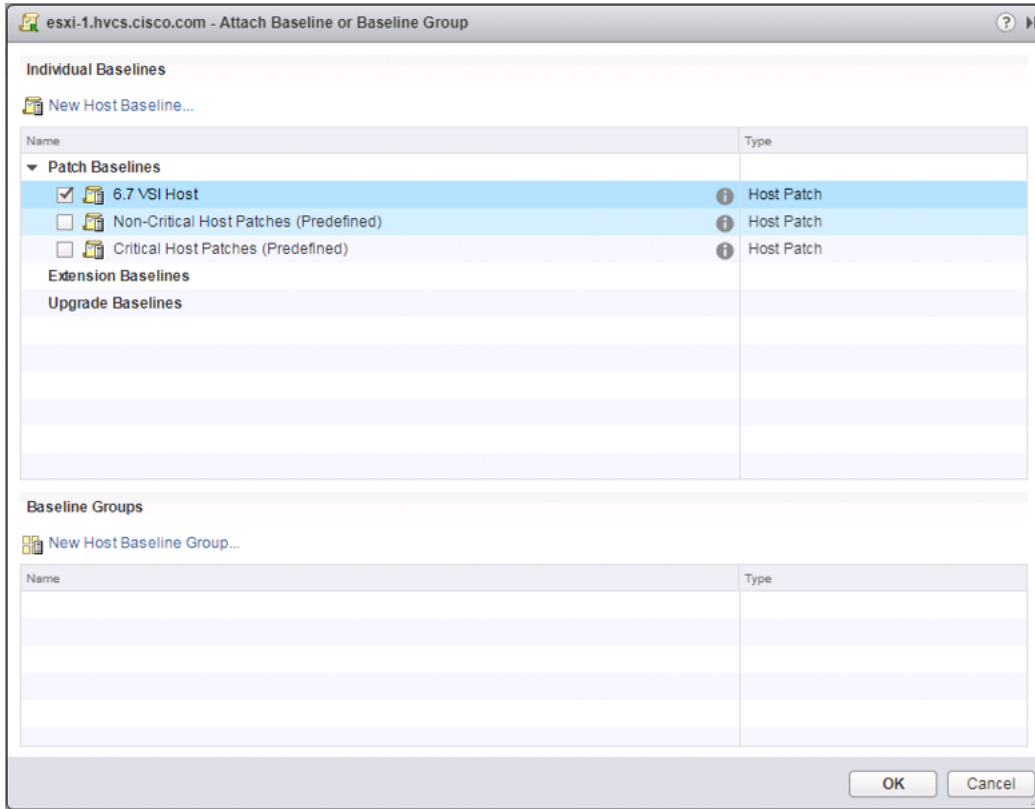 esxi-1.hvcs.cisco.com - Attach Baseline or Baseline Group
Individual Baselines
New Host Baseline...
Name Type
Patch Baselines
6.7 VSI Host Host Patch
Non-Critical Host Patches (Predefined) Host Patch
Critical Host Patches (Predefined) Host Patch
Extension Baselines
Upgrade Baselines
Baseline Groups
New Host Baseline Group...
Name Type
OK Cancel